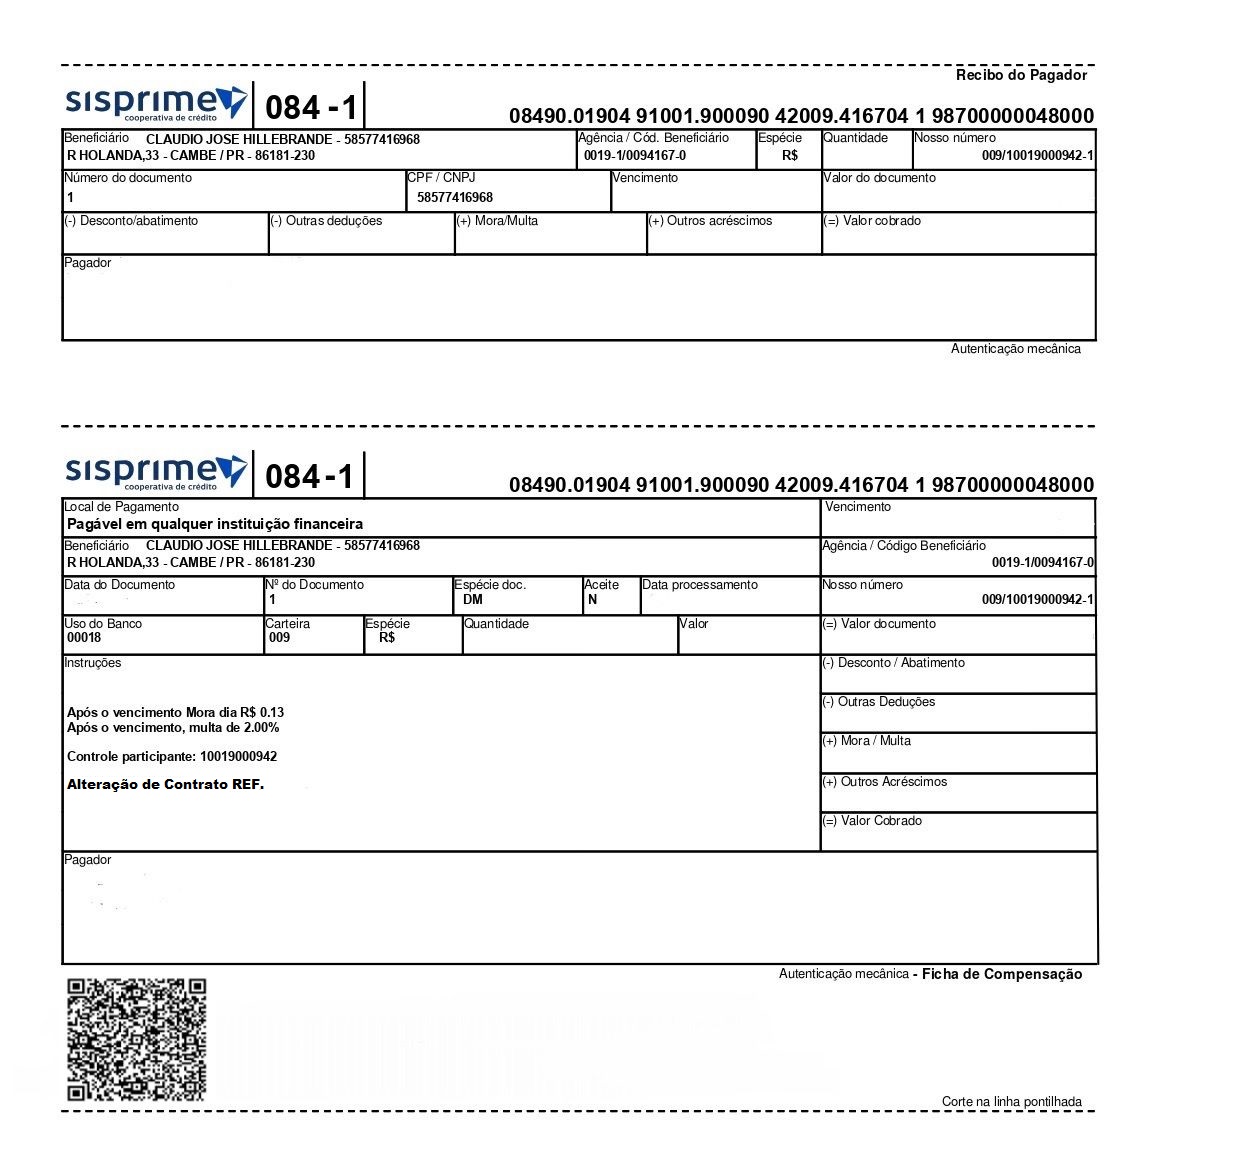 Recibo do Pagador
sisprime
cooperativa de crédito
084-1
08490.01904 91001.900090 42009.416704 1 98700000048000
Beneficiário CLAUDIO JOSE HILLEBRANDE - 58577416968
R HOLANDA,33 - CAMBE / PR - 86181-230
Agência / Cód. Beneficiário
0019-1/0094167-0
Espécie
R$
Quantidade
Nosso número
009/10019000942-1
Número do documento
1
CPF / CNPJ
58577416968
Vencimento
Valor do documento
(-) Desconto/abatimento
(-) Outras deduções
(+) Mora/Multa
(+) Outros acréscimos
(=) Valor cobrado
Pagador
Autenticação mecânica
sisprime
cooperativa de crédito
084-1
08490.01904 91001.900090 42009.416704 1 98700000048000
Local de Pagamento
Pagável em qualquer instituição financeira
Vencimento
Beneficiário CLAUDIO JOSE HILLEBRANDE - 58577416968
R HOLANDA,33 - CAMBE / PR - 86181-230
Agência / Código Beneficiário
0019-1/0094167-0
Data do Documento
Nº do Documento
1
Espécie doc.
DM
Aceite
N
Data processamento
Nosso número
009/10019000942-1
Uso do Banco
00018
Carteira
009
Espécie
R$
Quantidade
Valor
(=) Valor documento
Instruções
Após o vencimento Mora dia R$ 0.13
Após o vencimento, multa de 2.00%
Controle participante: 10019000942
Alteração de Contrato REF.
(-) Desconto / Abatimento
(-) Outras Deduções
(+) Mora / Multa
(+) Outros Acréscimos
(=) Valor Cobrado
Pagador
Autenticação mecânica - Ficha de Compensação
Corte na linha pontilhada